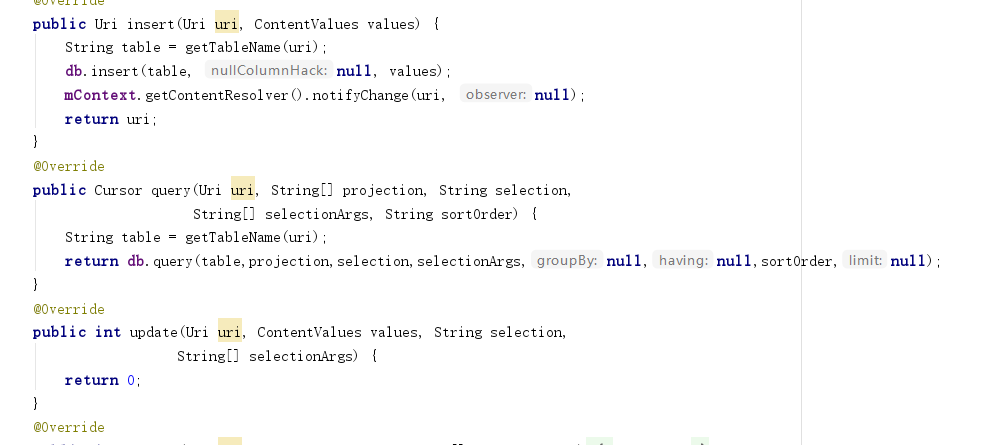 @Override
public Uri insert(Uri uri, ContentValues values) {
String table = getTableName(uri);
db.insert(table, nullColumnHack: null, values);
mContext.getContentResolver().notifyChange(uri, observer: null);
return uri;
}
@Override
public Cursor query(Uri uri, String[] projection, String selection,
String[] selectionArgs, String sortOrder) {
String table = getTableName(uri);
return db.query(table,projection,selection,selectionArgs, groupBy: null, having: null,sortOrder, limit: null);
}
@Override
public int update(Uri uri, ContentValues values, String selection,
String[] selectionArgs) {
return 0;
}
@Override